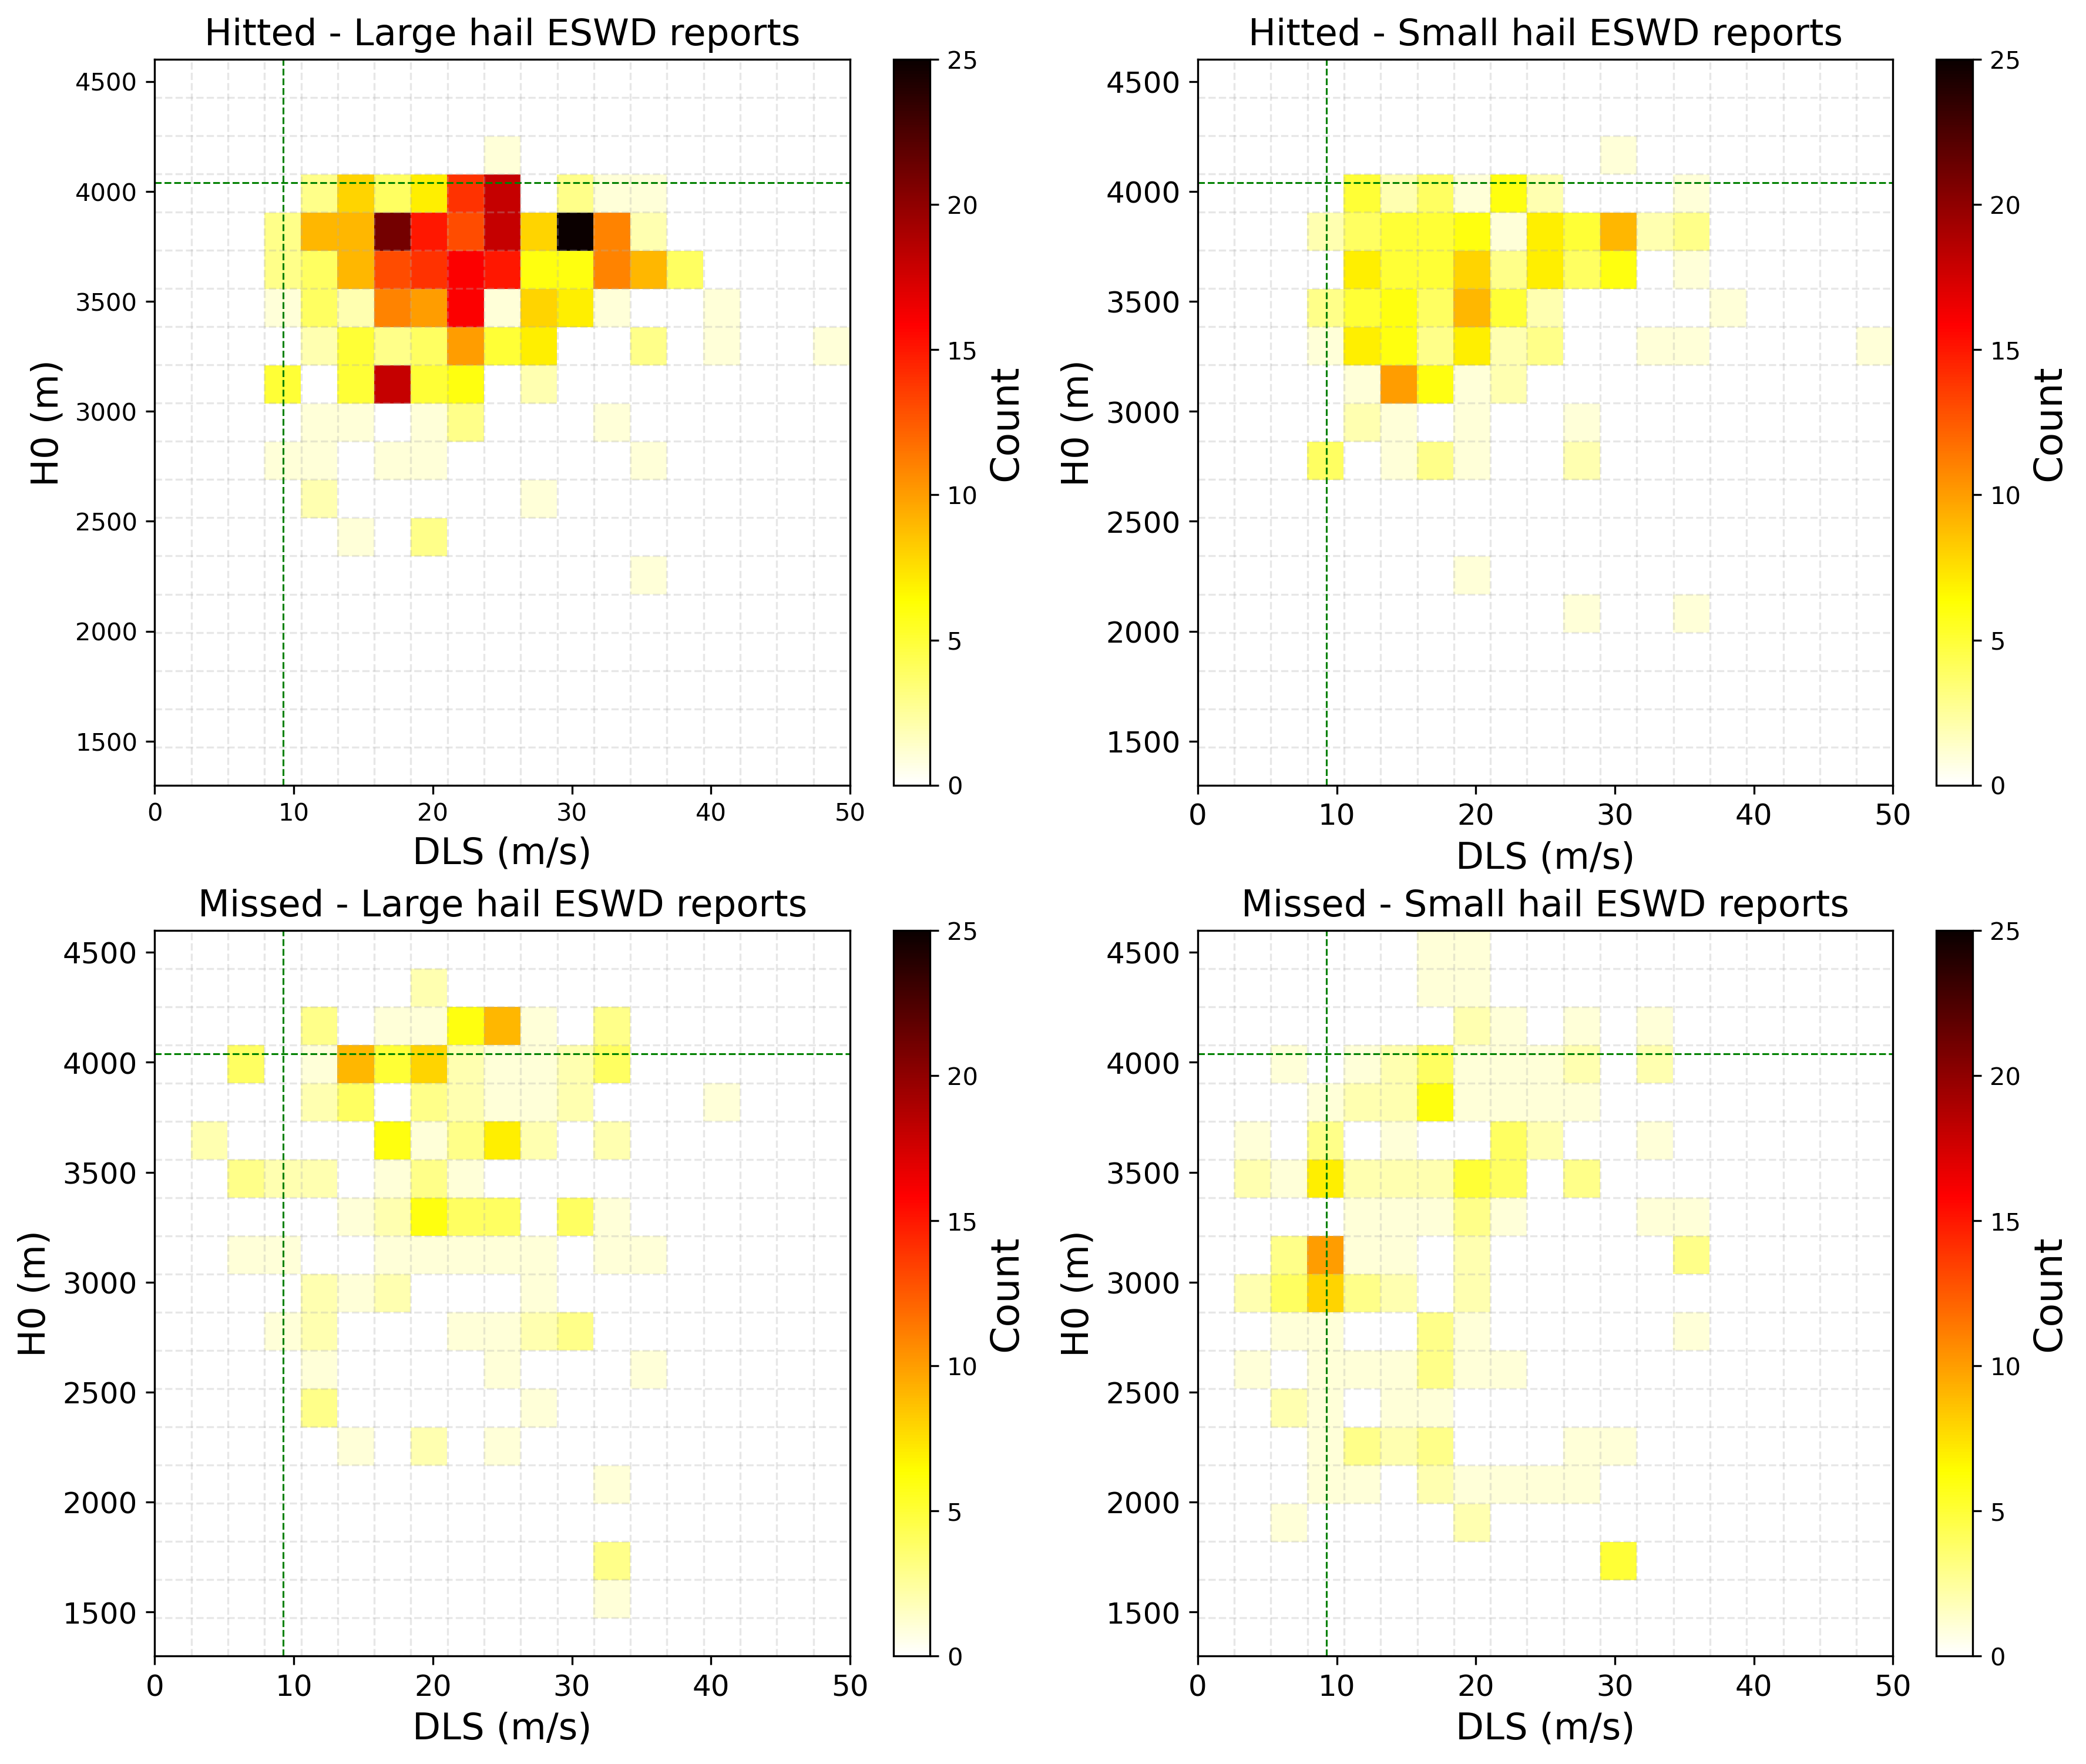 Hitted - Large hail ESWD reports
4500
4000
3500
3000
2500
2000
1500
H0 (m)
0 10 20 30 40 50
DLS (m/s)
25
20
15
10
5
0
Count
Hitted - Small hail ESWD reports
4500
4000
3500
3000
2500
2000
1500
H0 (m)
0 10 20 30 40 50
DLS (m/s)
25
20
15
10
5
0
Count
Missed - Large hail ESWD reports
4500
4000
3500
3000
2500
2000
1500
H0 (m)
0 10 20 30 40 50
DLS (m/s)
25
20
15
10
5
0
Count
Missed - Small hail ESWD reports
4500
4000
3500
3000
2500
2000
1500
H0 (m)
0 10 20 30 40 50
DLS (m/s)
25
20
15
10
5
0
Count